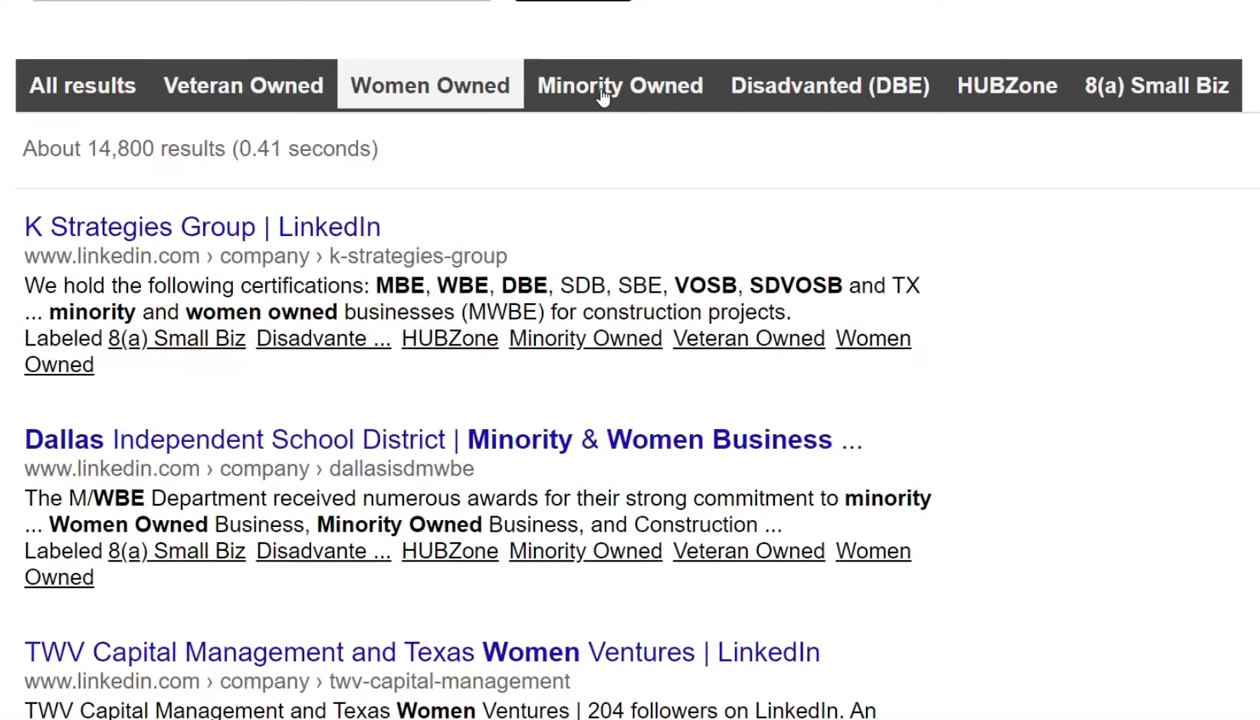 All results Veteran Owned Women Owned Minority Owned Disadvanted (DBE) HUBZone 8(a) Small Biz
About 14,800 results (0.41 seconds)
K Strategies Group | LinkedIn
www.linkedin.com › company › k-strategies-group
We hold the following certifications: MBE, WBE, DBE, SDB, SBE, VOSB, SDVOSB and TX
... minority and women owned businesses (MWBE) for construction projects.
Labeled 8(a) Small Biz Disadvante ... HUBZone Minority Owned Veteran Owned Women
Owned
Dallas Independent School District | Minority & Women Business ...
www.linkedin.com › company › dallasisdmwbe
The M/WBE Department received numerous awards for their strong commitment to minority
... Women Owned Business, Minority Owned Business, and Construction ...
Labeled 8(a) Small Biz Disadvante ... HUBZone Minority Owned Veteran Owned Women
Owned
TWV Capital Management and Texas Women Ventures | LinkedIn
www.linkedin.com › company › twv-capital-management
TWV Capital Management and Texas Women Ventures | 204 followers on LinkedIn. An